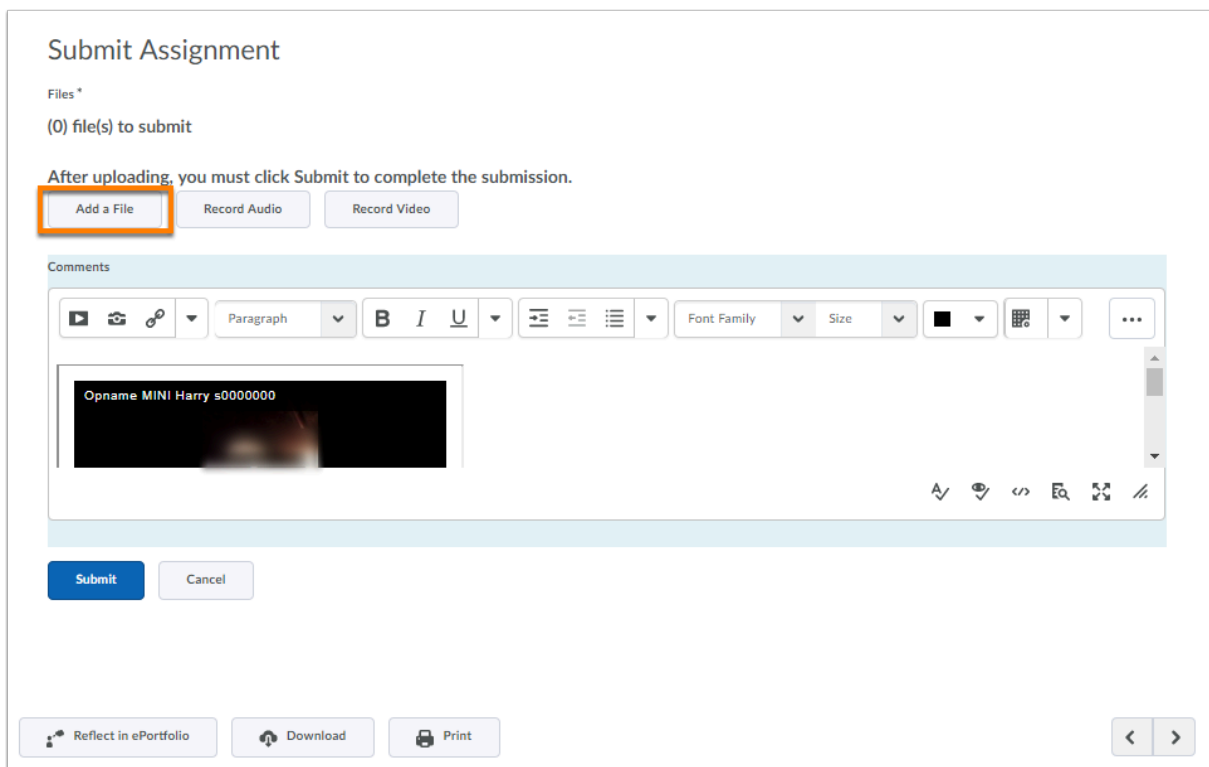 Submit Assignment
Files *
(0) file(s) to submit
After uploading, you must click Submit to complete the submission.
Add a File Record Audio Record Video
Comments
Paragraph B I U Font Family Size
Opname MINI Harry s0000000
Submit Cancel
Reflect in ePortfolio Download Print